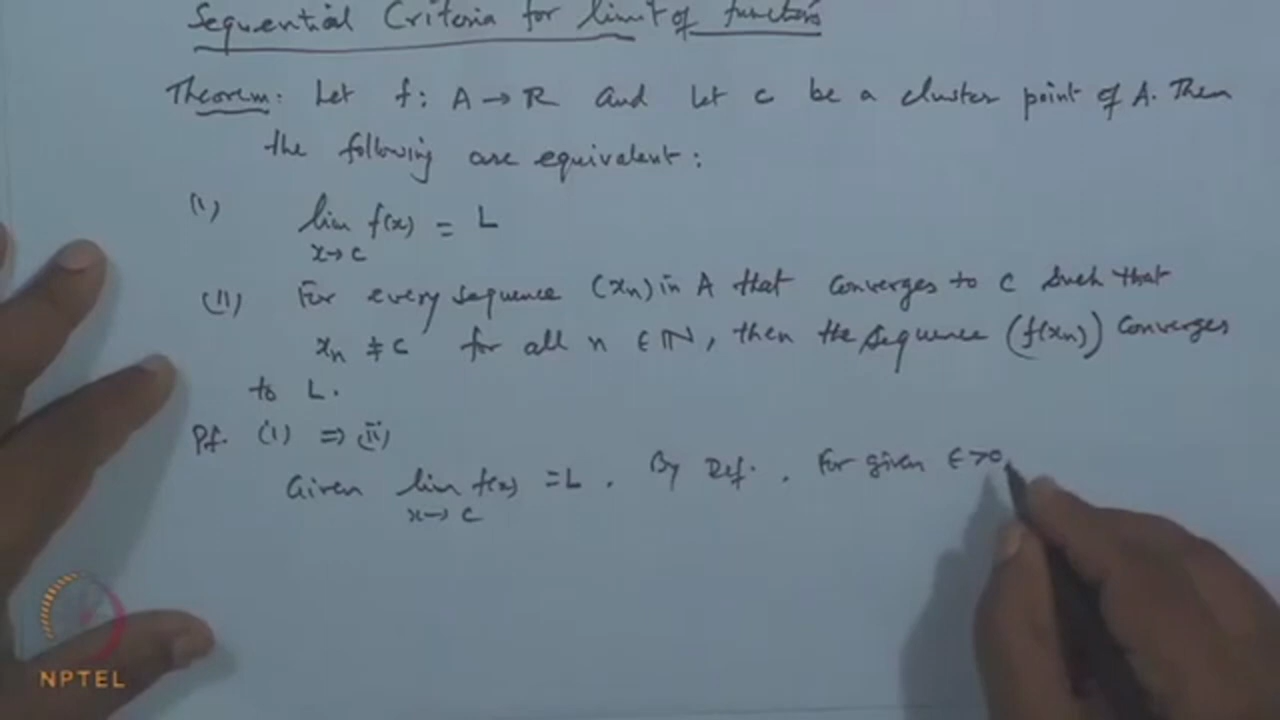 Sequential Criteria for limit of functions
Theorem: Let f: A → R and let c be a cluster point of A. Then
the following are equivalent:
(I) lim f(x) = L
x→c
(II) For every sequence (xn) in A that converges to c such that
xn ≠ c for all n ∈ N, then the sequence (f(xn)) converges
to L.
Pf. (I) ⇒ (II)
Given lim f(x) = L. By Def. , For given ε>0
x→c
NPTEL